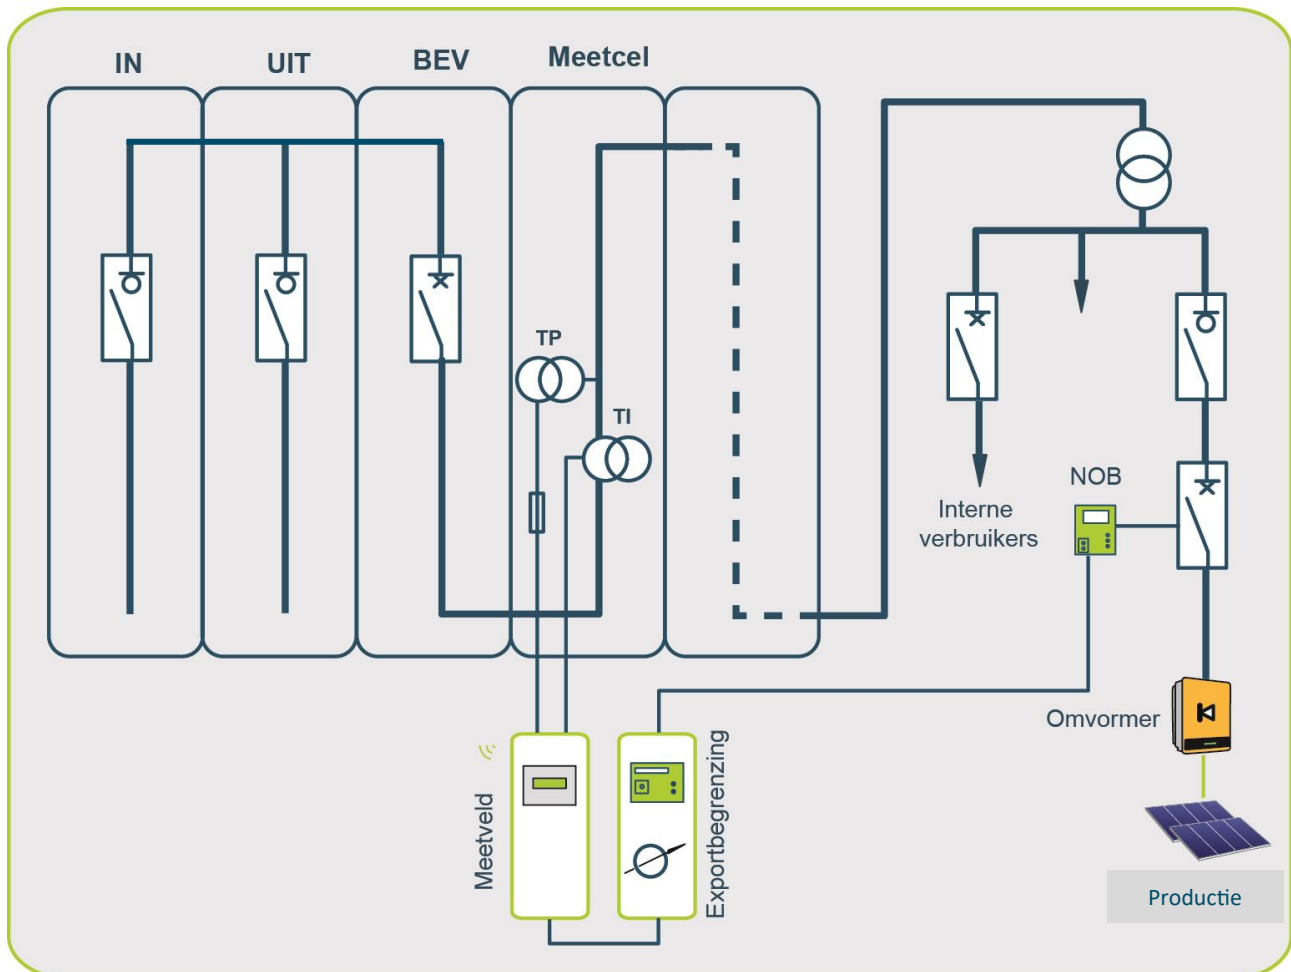 IN
UIT
BEV
Meetcel
TP
TI
NOB
Interne
verbruikers
Omvormer
Meetveld
Exportbegrenzing
Productie